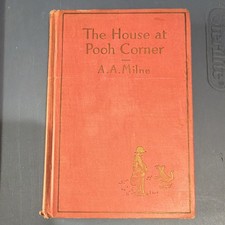 The House at
Pooh Corner
A.A. Milne